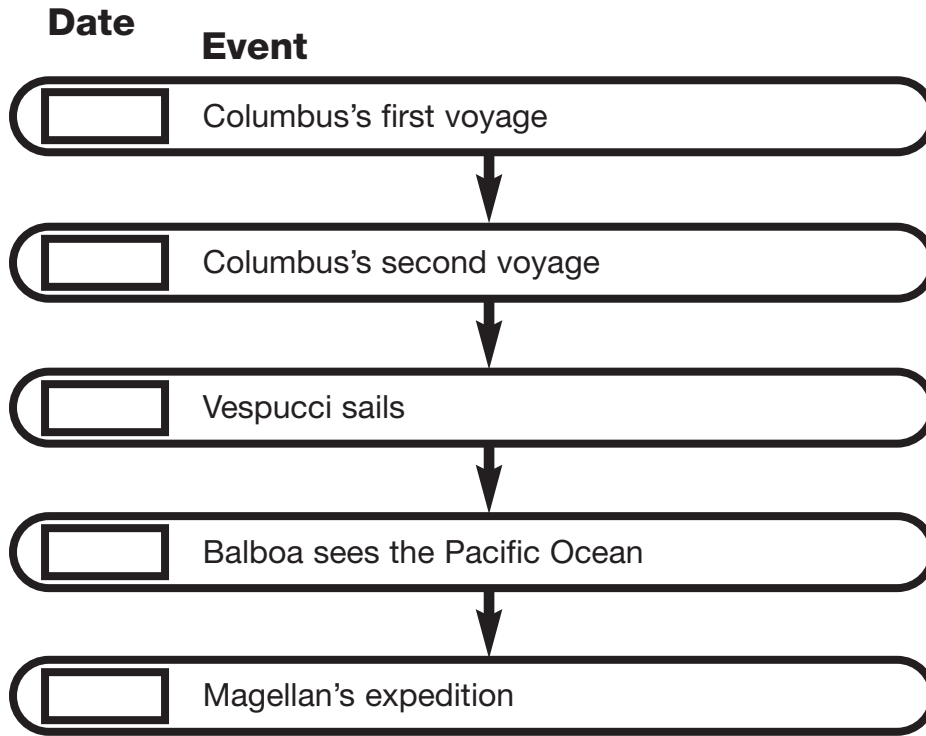 Date
Event
Columbus’s first voyage
Columbus’s second voyage
Vespucci sails
Balboa sees the Pacific Ocean
Magellan’s expedition